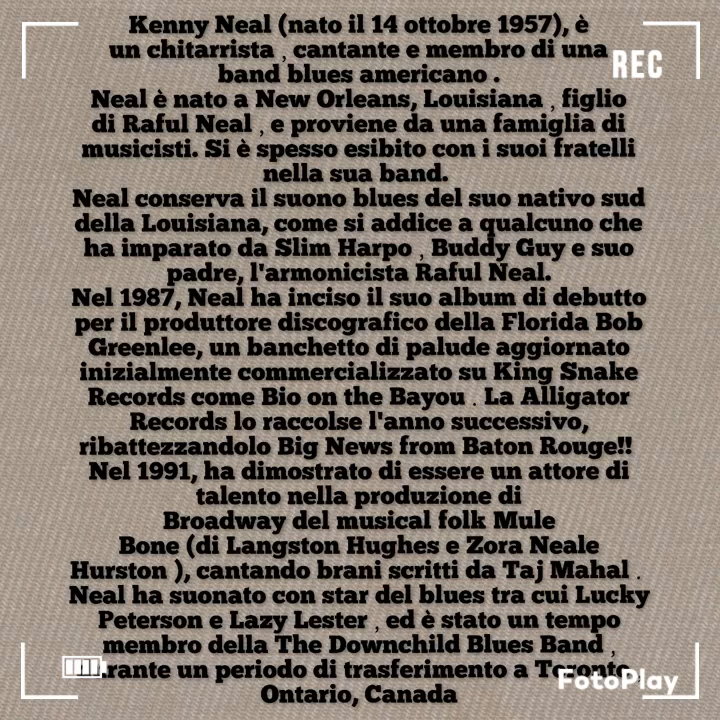 Kenny Neal (nato il 14 ottobre 1957), è
un chitarrista , cantante e membro di una
band blues americano .
REC
Neal è nato a New Orleans, Louisiana , figlio
di Raful Neal , e proviene da una famiglia di
musicisti. Si è spesso esibito con i suoi fratelli
nella sua band.
Neal conserva il suono blues del suo nativo sud
della Louisiana, come si addice a qualcuno che
ha imparato da Slim Harpo , Buddy Guy e suo
padre, l'armonicista Raful Neal.
Nel 1987, Neal ha inciso il suo album di debutto
per il produttore discografico della Florida Bob
Greenlee, un banchetto di palude aggiornato
inizialmente commercializzato su King Snake
Records come Bio on the Bayou . La Alligator
Records lo raccolse l'anno successivo,
ribattezzandolo Big News from Baton Rouge!!
Nel 1991, ha dimostrato di essere un attore di
talento nella produzione di
Broadway del musical folk Mule
Bone (di Langston Hughes e Zora Neale
Hurston ), cantando brani scritti da Taj Mahal .
Neal ha suonato con star del blues tra cui Lucky
Peterson e Lazy Lester , ed è stato un tempo
membro della The Downchild Blues Band ,
un periodo di trasferimento a Toronto ,
FotoPlay
Ontario, Canada